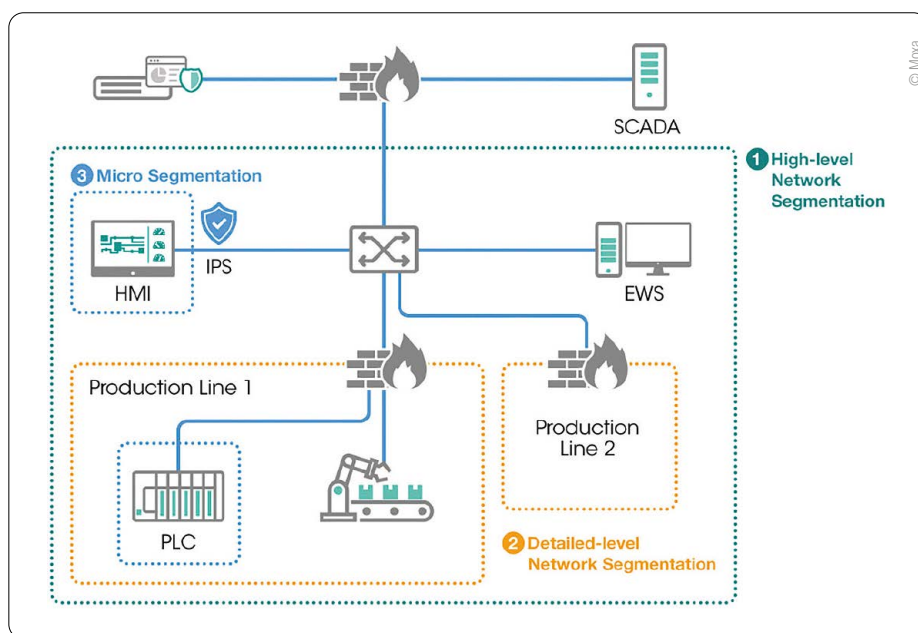 © Moxa
SCADA
1 High-level
Network
Segmentation
3 Micro Segmentation
IPS
HMI
EWS
Production Line 1
Production
Line 2
PLC
2 Detailed-level
Network Segmentation